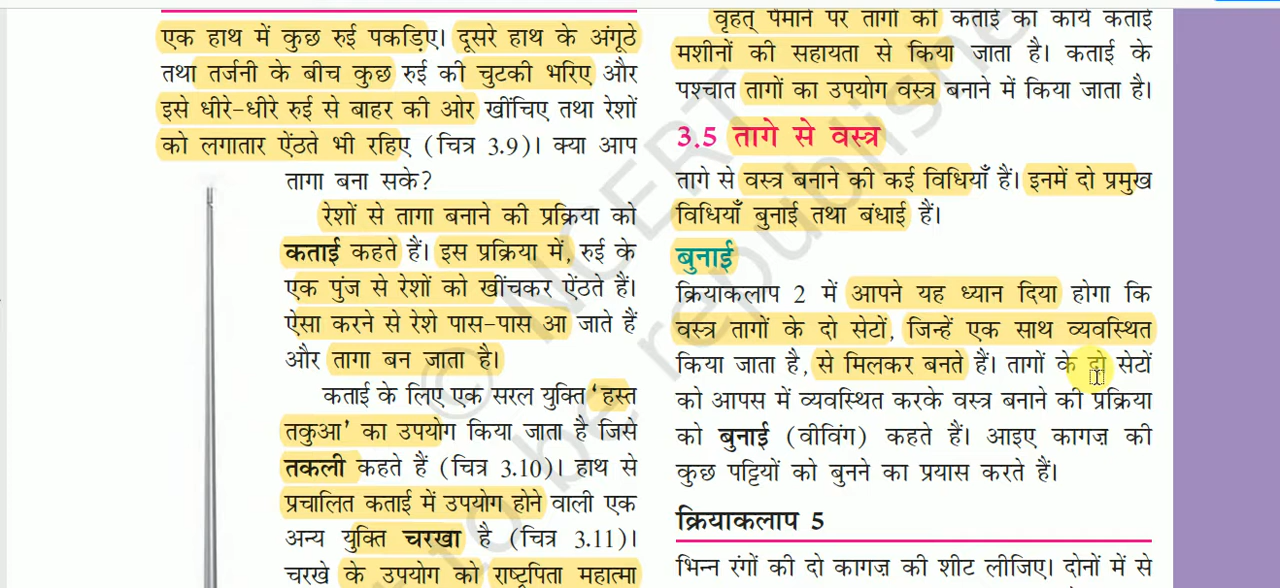 एक हाथ में कुछ रुई पकड़िए। दूसरे हाथ के अंगूठे
तथा तर्जनी के बीच कुछ रुई की चुटकी भरिए और
इसे धीरे-धीरे रुई से बाहर की ओर खींचिए तथा रेशों
को लगातार ऐंठते भी रहिए (चित्र 3.9)। क्या आप
तागा बना सके?
रेशों से तागा बनाने की प्रक्रिया को
कताई कहते हैं। इस प्रक्रिया में, रुई के
एक पुंज से रेशों को खींचकर ऐंठते हैं।
ऐसा करने से रेशे पास-पास आ जाते हैं
और तागा बन जाता है।
कताई के लिए एक सरल युक्ति ‘हस्त
तकुआ’ का उपयोग किया जाता है जिसे
तकली कहते हैं (चित्र 3.10)। हाथ से
प्रचालित कताई में उपयोग होने वाली एक
अन्य युक्ति चरखा है (चित्र 3.11)।
चरखे के उपयोग को राष्ट्रपिता महात्मा
वृहत् पैमाने पर तागों की कताई का कार्य कताई
मशीनों की सहायता से किया जाता है। कताई के
पश्चात तागों का उपयोग वस्त्र बनाने में किया जाता है।
3.5 तागे से वस्त्र
तागे से वस्त्र बनाने की कई विधियाँ हैं। इनमें दो प्रमुख
विधियाँ बुनाई तथा बंधाई हैं।
बुनाई
क्रियाकलाप 2 में आपने यह ध्यान दिया होगा कि
वस्त्र तागों के दो सेटों, जिन्हें एक साथ व्यवस्थित
किया जाता है, से मिलकर बनते हैं। तागों के दो सेटों
को आपस में व्यवस्थित करके वस्त्र बनाने की प्रक्रिया
को बुनाई (वीविंग) कहते हैं। आइए कागज़ की
कुछ पट्टियों को बुनने का प्रयास करते हैं।
क्रियाकलाप 5
भिन्न रंगों की दो कागज़ की शीट लीजिए। दोनों में से
© NCERT
to be republishe